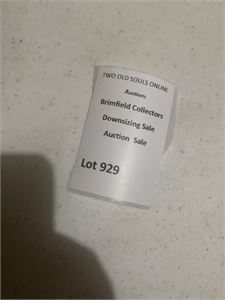 TWO OLD SOULS ONLINE
Auctions
Brimfield Collectors
Downsizing Sale
Auction Sale
Lot 929